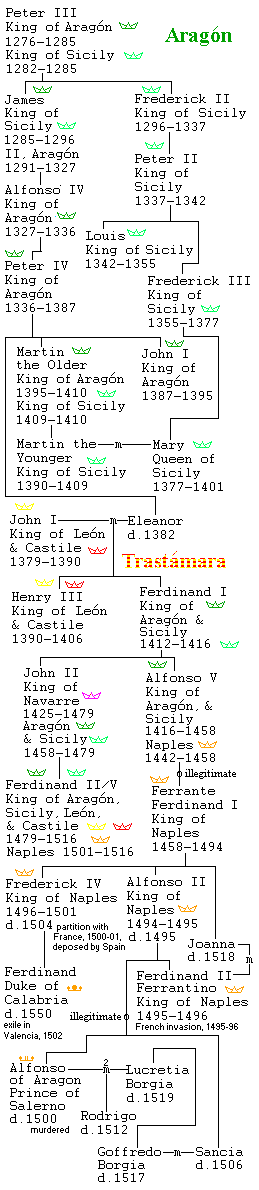 Peter III
King of Aragón
1276–1285
King of Sicily
1282–1285
Aragón
James
King of
Sicily
1285–1296
II, Aragón
1291–1327
Frederick II
King of Sicily
1296–1337
Peter II
King of
Sicily
1337–1342
Alfonso IV
King of
Aragón
1327–1336
Louis
King of Sicily
1342–1355
Peter IV
King of
Aragón
1336–1387
Frederick III
King of
Sicily
1355–1377
Martin
the Older
King of Aragón
1395–1410
King of Sicily
1409–1410
John I
King of
Aragón
1387–1395
Martin the
Younger
King of Sicily
1390–1409
m
Mary
Queen of
Sicily
1377–1401
John I
King of León
& Castile
1379–1390
m
Eleanor
d.1382
Trastámara
Henry III
King of León
& Castile
1390–1406
Ferdinand I
King of
Aragón &
Sicily
1412–1416
John II
King of
Navarre
1425–1479
Aragón
& Sicily
1458–1479
Alfonso V
King of
Aragón, &
Sicily
1416–1458
Naples
1442–1458
illegitimate
Ferdinand II/V
King of Aragón,
Sicily, León,
& Castile
1479–1516
Naples 1501–1516
Ferrante
Ferdinand I
King of
Naples
1458–1494
Frederick IV
King of Naples
1496–1501
d.1504
partition with
France, 1500-01,
deposed by Spain
Alfonso II
King of
Naples
1494–1495
d.1495
Joanna
d.1518
m
Ferdinand
Duke of
Calabria
d.1550
exile in
Valencia, 1502
Ferdinand II
Ferrantino
King of Naples
1495–1496
French invasion, 1495-96
illegitimate
Alfonso
of Aragon
Prince of
Salerno
d.1500
murdered
2
m
Lucretia
Borgia
d.1519
Rodrigo
d.1512
Goffredo
Borgia
d.1517
m
Sancia
d.1506